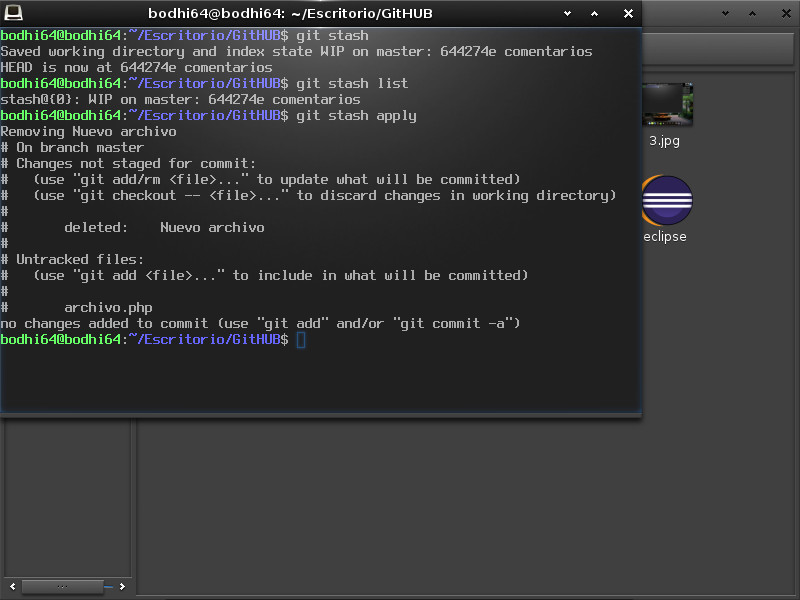 bodhi64@bodhi64: ~/Escritorio/GitHUB
bodhi64@bodhi64:~/Escritorio/GitHUB$ git stash
Saved working directory and index state WIP on master: 644274e comentarios
HEAD is now at 644274e comentarios
bodhi64@bodhi64:~/Escritorio/GitHUB$ git stash list
stash@{0}: WIP on master: 644274e comentarios
bodhi64@bodhi64:~/Escritorio/GitHUB$ git stash apply
Removing Nuevo archivo
# On branch master
# Changes not staged for commit:
#   (use "git add/rm <file>..." to update what will be committed)
#   (use "git checkout -- <file>..." to discard changes in working directory)
#
#       deleted:    Nuevo archivo
#
# Untracked files:
#   (use "git add <file>..." to include in what will be committed)
#
#       archivo.php
no changes added to commit (use "git add" and/or "git commit -a")
bodhi64@bodhi64:~/Escritorio/GitHUB$
3.jpg
eclipse